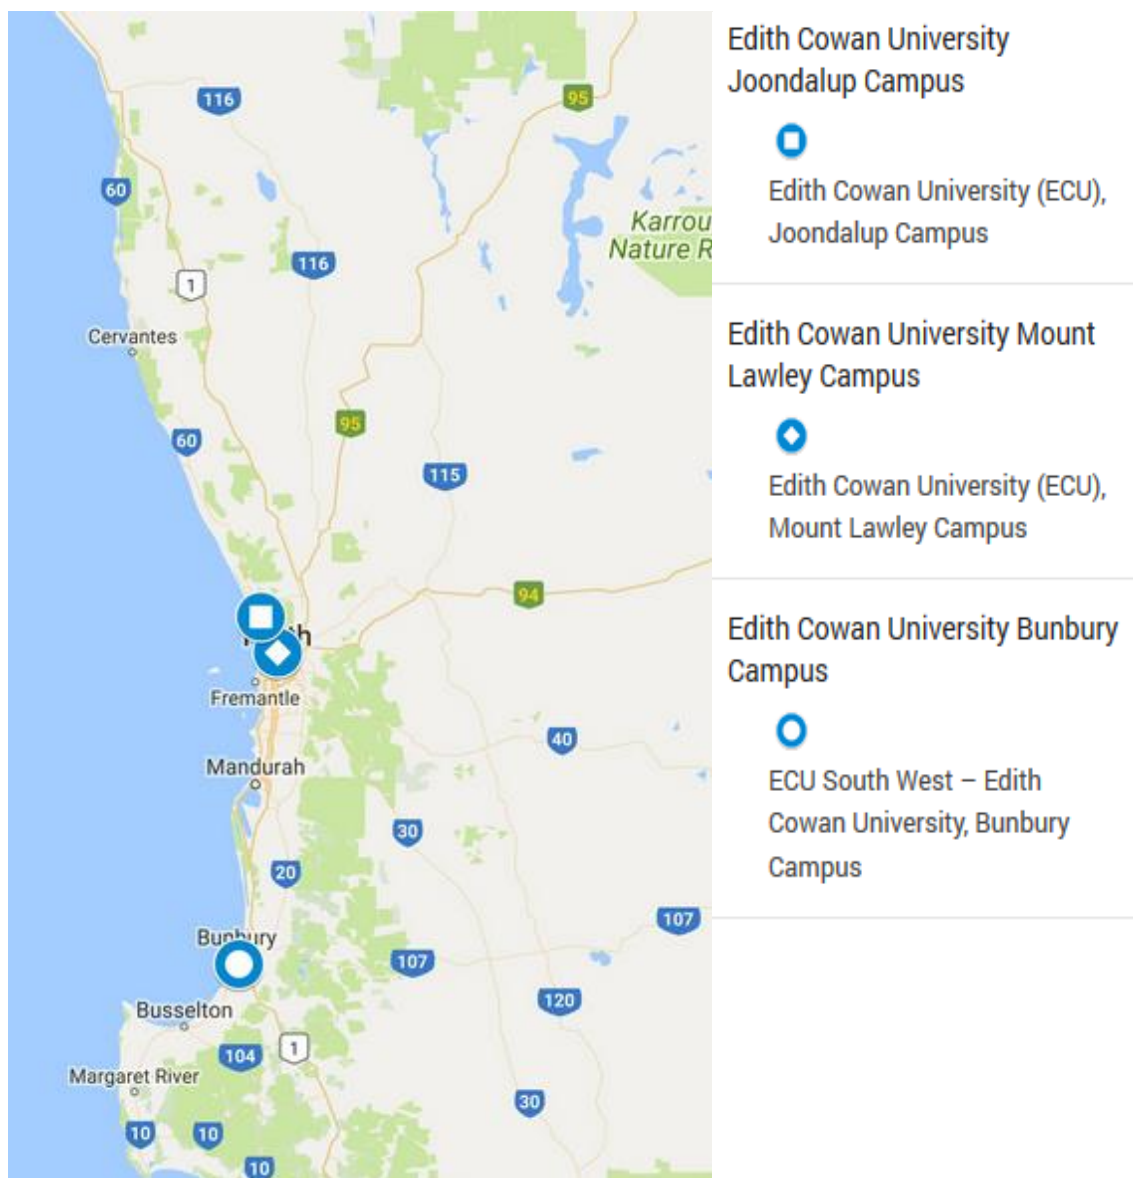 116
95
60
Karrou
Nature R
116
1
Cervantes
95
60
115
94
h
Fremantle
40
Mandurah
30
20
107
Bunbury
107
120
Busselton
1
104
Margaret River
30
10
10
10
Edith Cowan University
Joondalup Campus
Edith Cowan University (ECU),
Joondalup Campus
Edith Cowan University Mount
Lawley Campus
Edith Cowan University (ECU),
Mount Lawley Campus
Edith Cowan University Bunbury
Campus
ECU South West – Edith
Cowan University, Bunbury
Campus